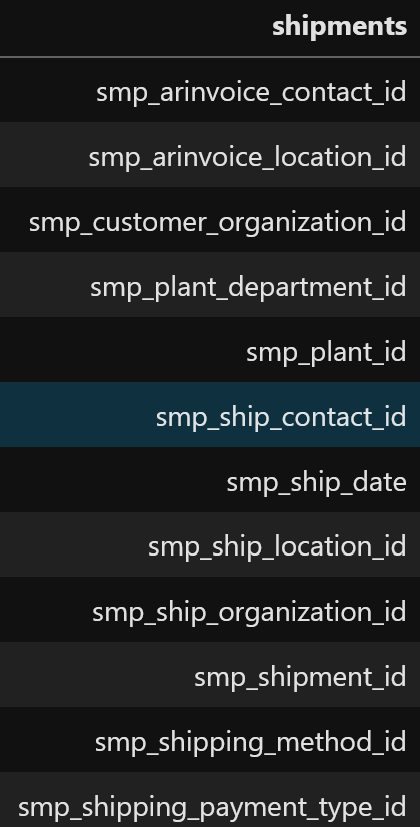 shipments
smp_arinvoice_contact_id
smp_arinvoice_location_id
smp_customer_organization_id
smp_plant_department_id
smp_plant_id
smp_ship_contact_id
smp_ship_date
smp_ship_location_id
smp_ship_organization_id
smp_shipment_id
smp_shipping_method_id
smp_shipping_payment_type_id